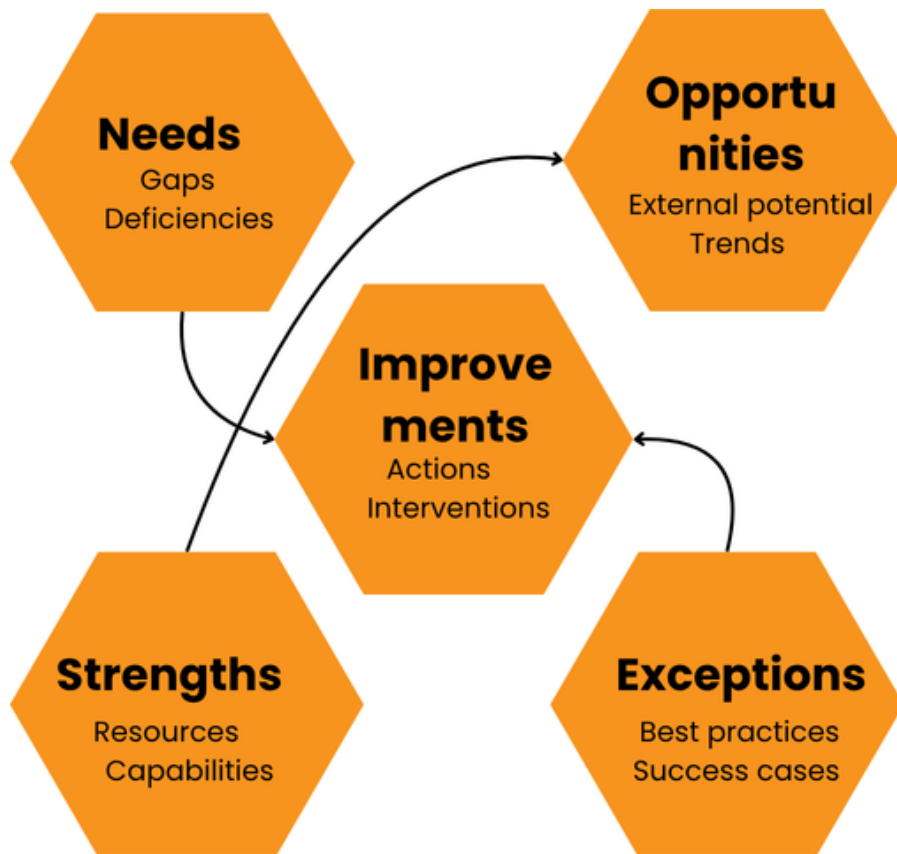 Needs
Gaps
Deficiencies
Opportu
nities
External potential
Trends
Improve
ments
Actions
Interventions
Strengths
Resources
Capabilities
Exceptions
Best practices
Success cases